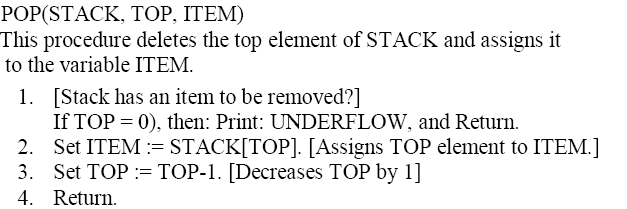 POP(STACK, TOP, ITEM)
This procedure deletes the top element of STACK and assigns it
to the variable ITEM.
1. [Stack has an item to be removed?]
If TOP = 0), then: Print: UNDERFLOW, and Return.
2. Set ITEM := STACK[TOP]. [Assigns TOP element to ITEM.]
3. Set TOP := TOP-1. [Decreases TOP by 1]
4. Return.